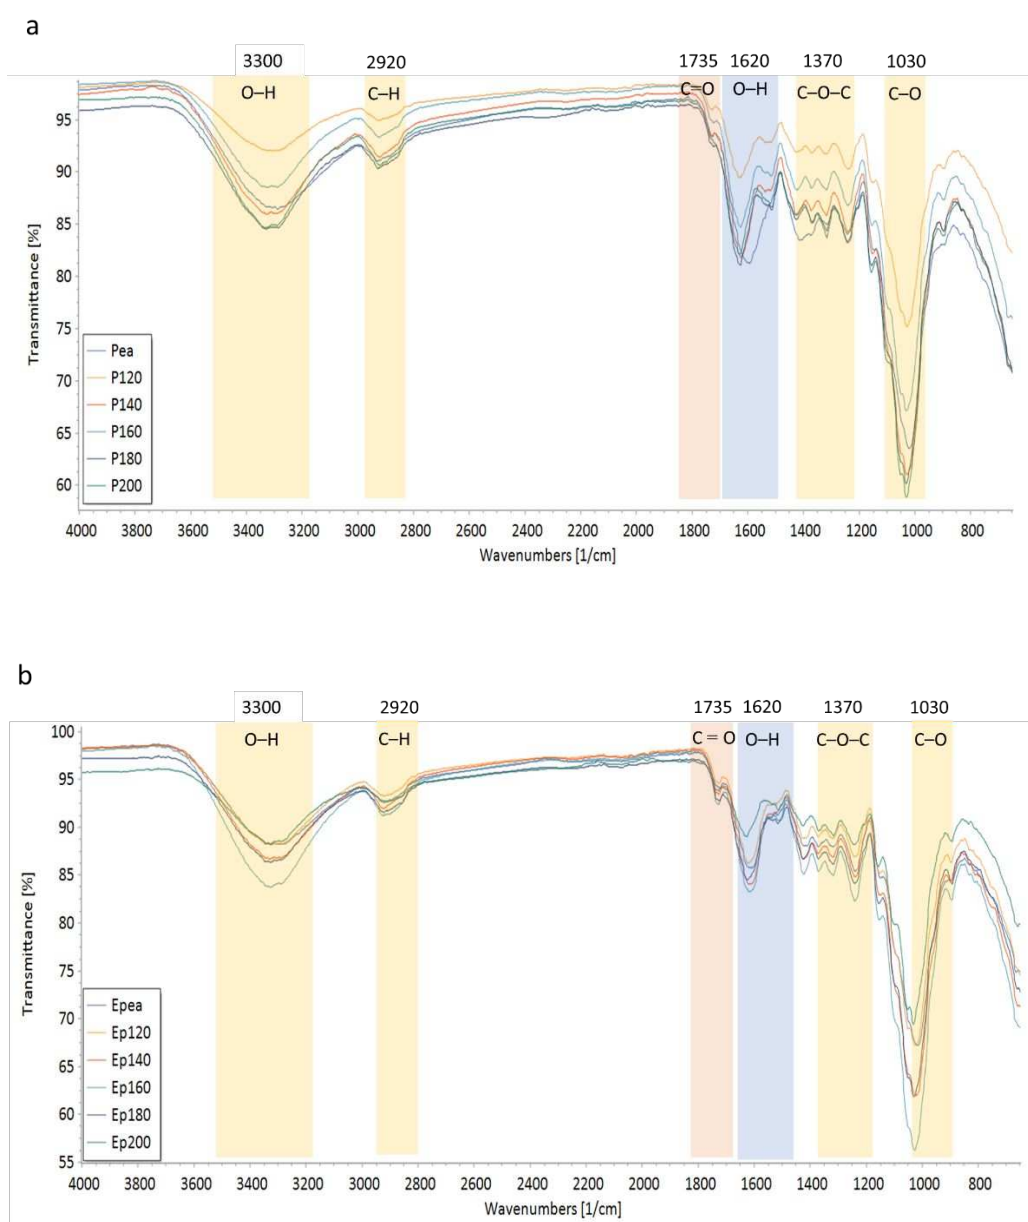 a
3300 2920 1735 1620 1370 1030
O–H C–H C=O O–H C–O–C C–O
95
90
85
80
75
70
65
60
Transmittance [%]
Pea
P120
P140
P160
P180
P200
4000 3800 3600 3400 3200 3000 2800 2600 2400 2200 2000 1800 1600 1400 1200 1000 800
Wavenumbers [1/cm]
b
3300 2920 1735 1620 1370 1030
O–H C–H C = O O–H C–O–C C–O
100
95
90
85
80
75
70
65
60
55
Transmittance [%]
Epea
Ep120
Ep140
Ep160
Ep180
Ep200
4000 3800 3600 3400 3200 3000 2800 2600 2400 2200 2000 1800 1600 1400 1200 1000 800
Wavenumbers [1/cm]